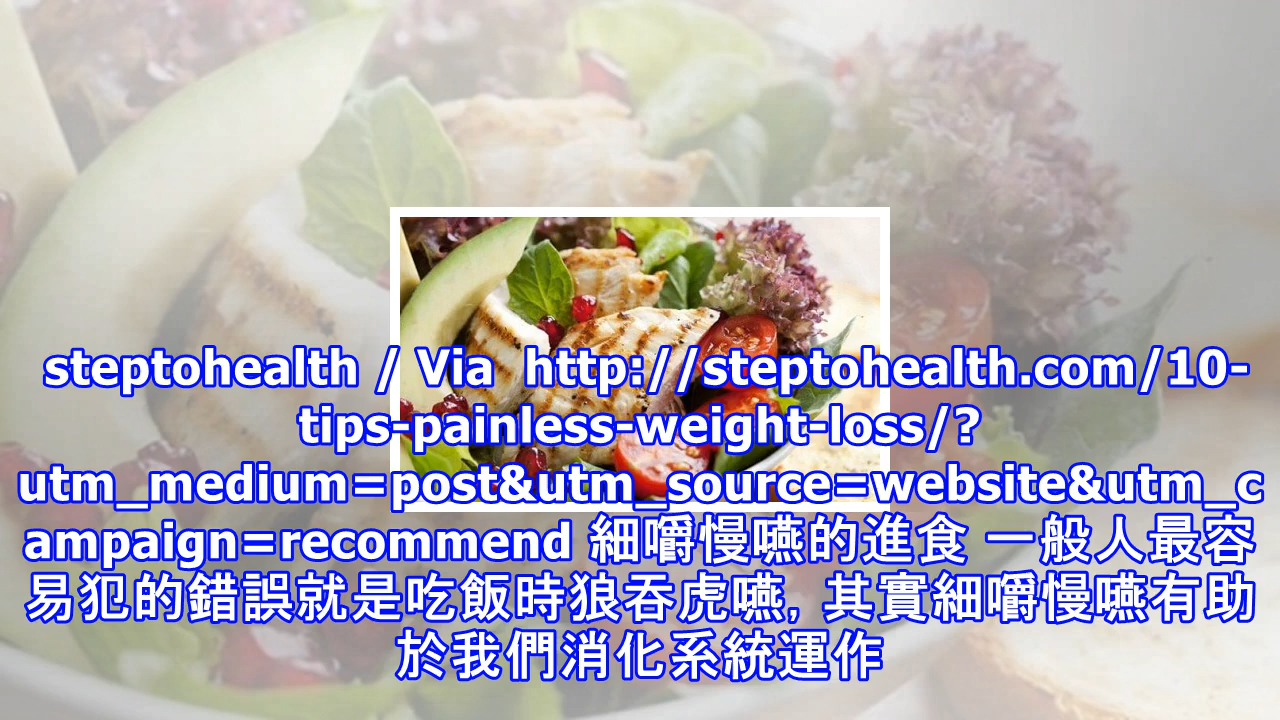 steptohealth / Via  http://steptohealth.com/10-
tips-painless-weight-loss/?
utm_medium=post&utm_source=website&utm_c
ampaign=recommend 細嚼慢嚥的進食 一般人最容
易犯的錯誤就是吃飯時狼吞虎嚥, 其實細嚼慢嚥有助
於我們消化系統運作